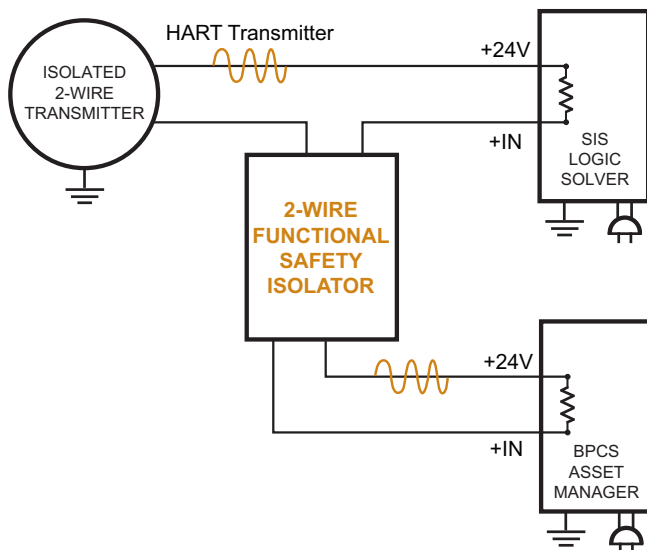 HART Transmitter
+24V
ISOLATED
2-WIRE
TRANSMITTER
+IN
SIS
LOGIC
SOLVER
2-WIRE
FUNCTIONAL
SAFETY
ISOLATOR
+24V
+IN
BPCS
ASSET
MANAGER